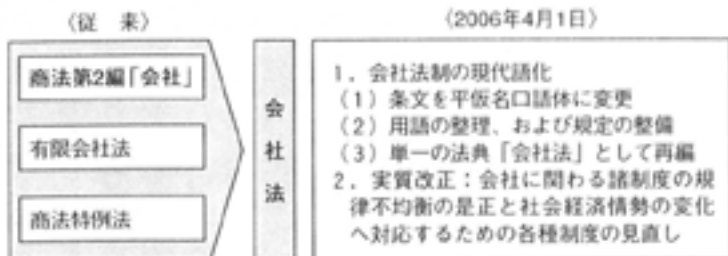 〈従　来〉
〈2006年4月1日〉
商法第2編「会社」
有限会社法
商法特例法
会社法
1．会社法制の現代語化
（1）条文を平仮名口語体に変更
（2）用語の整理、および規定の整備
（3）単一の法典「会社法」として再編
2．実質改正：会社に関わる諸制度の規
律不均衡の是正と社会経済情勢の変化
へ対応するための各種制度の見直し